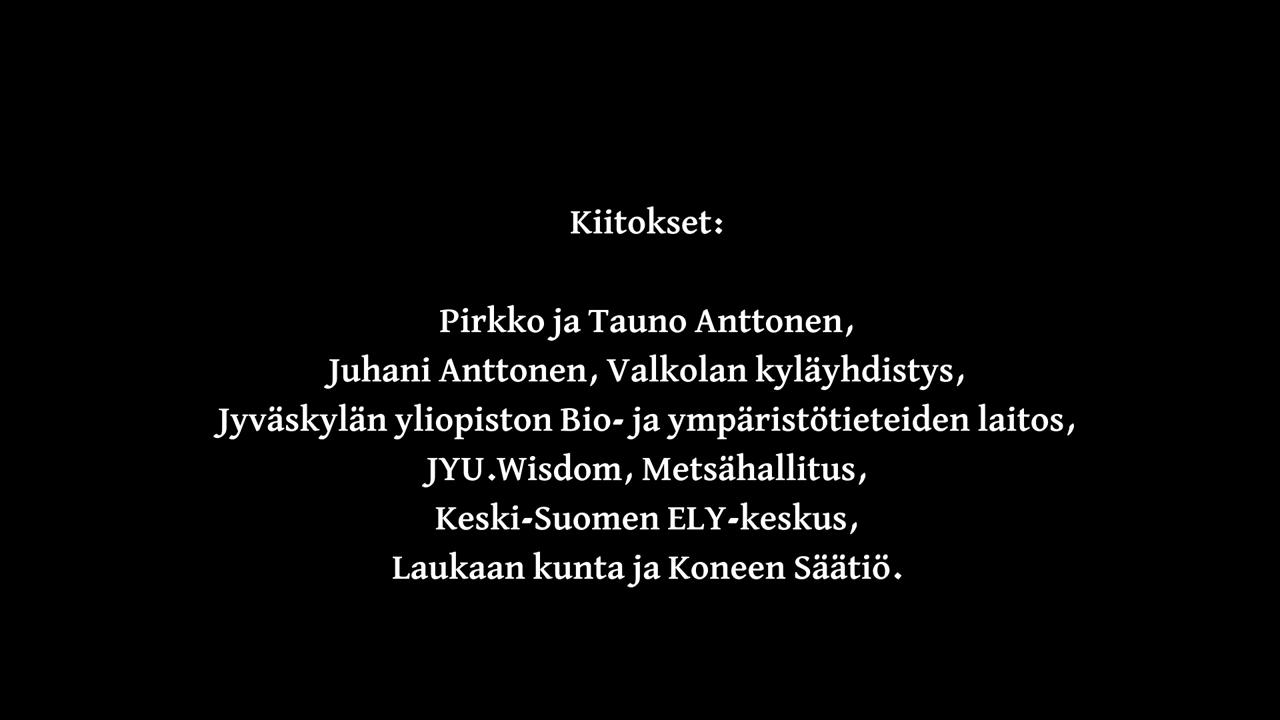 Kiitokset:
Pirkko ja Tauno Anttonen,
Juhani Anttonen, Valkolan kyläyhdistys,
Jyväskylän yliopiston Bio- ja ympäristötieteiden laitos,
JYU.Wisdom, Metsähallitus,
Keski-Suomen ELY-keskus,
Laukaan kunta ja Koneen Säätiö.